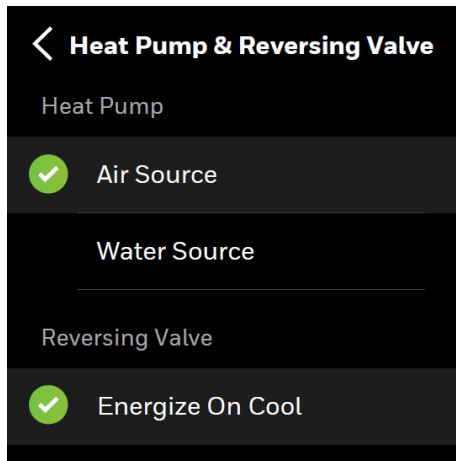 Heat Pump & Reversing Valve
Heat Pump
Air Source
Water Source
Reversing Valve
Energize On Cool